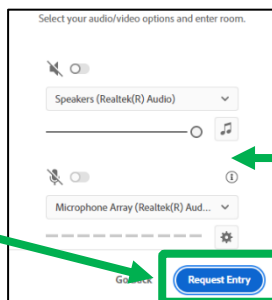 Select your audio/video options and enter room.
Speakers (Realtek(R) Audio)
Microphone Array (Realtek(R) Aud...
Request Entry